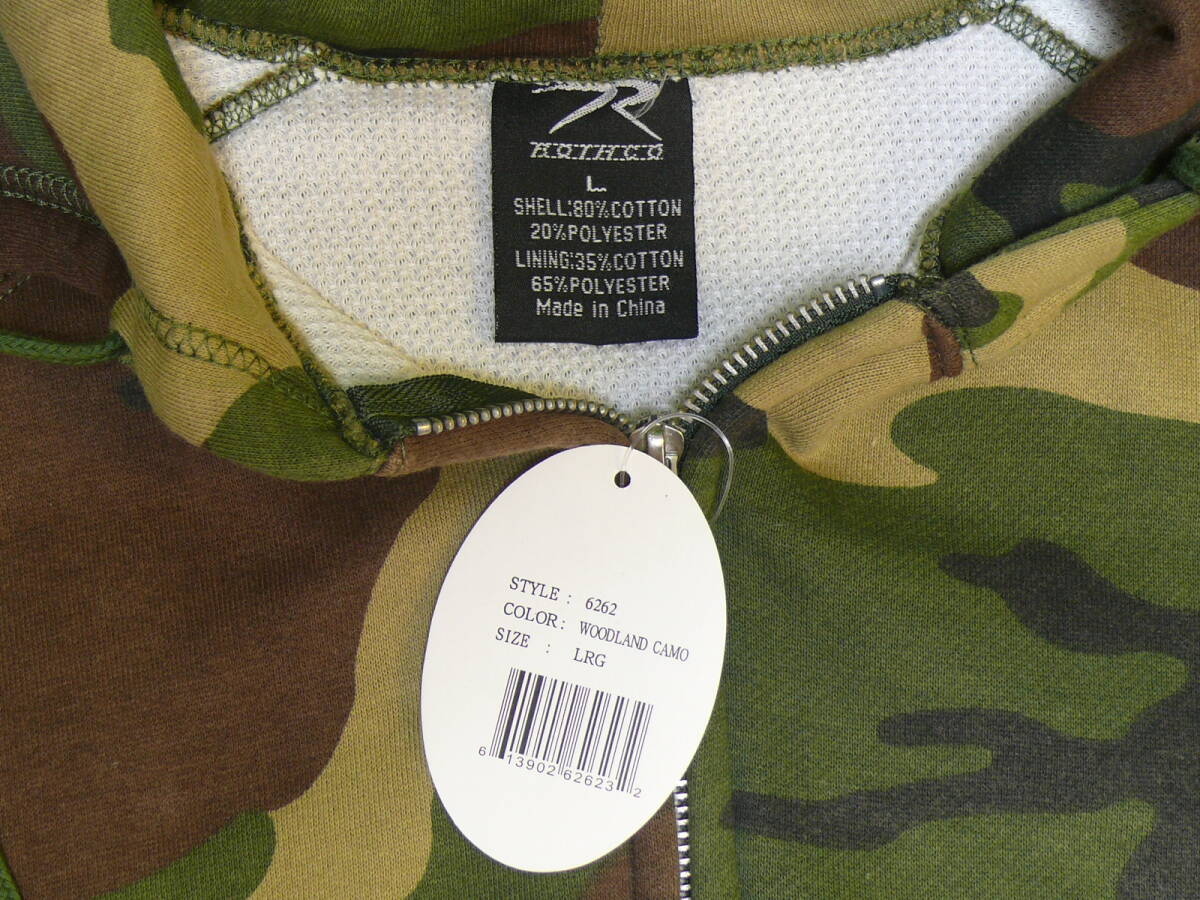 ROTHCO
L
SHELL:80%COTTON
20%POLYESTER
LINING:35%COTTON
65%POLYESTER
Made in China
STYLE : 6262
COLOR: WOODLAND CAMO
SIZE : LRG
6 13902 62623 2